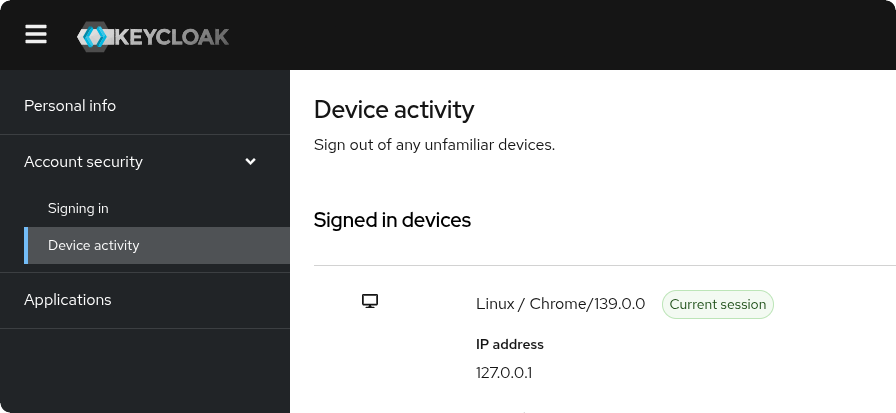 KEYCLOAK
Personal info
Account security
Signing in
Device activity
Applications
Device activity
Sign out of any unfamiliar devices.
Signed in devices
Linux / Chrome/139.0.0 Current session
IP address
127.0.0.1